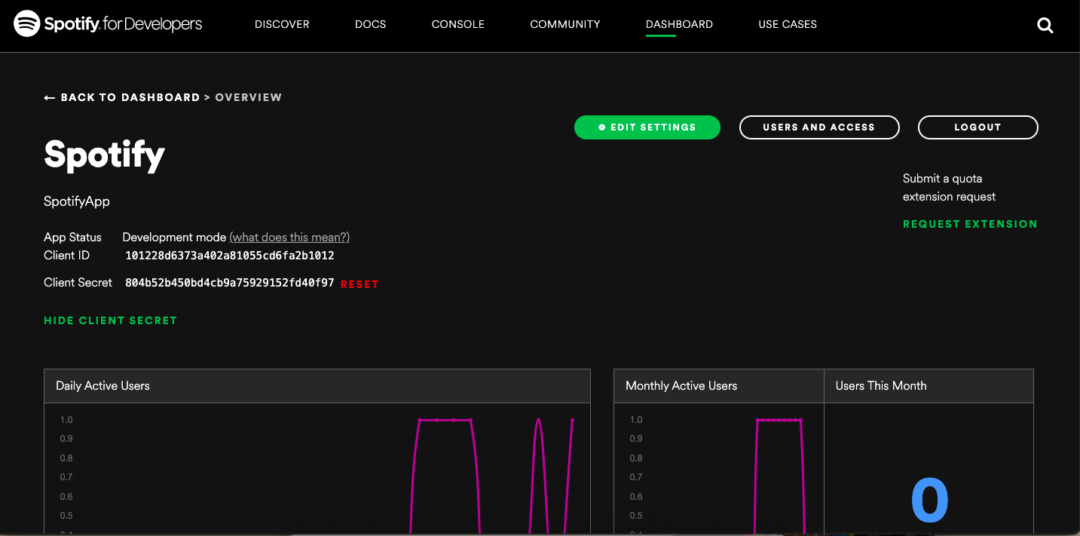 Spotify for Developers DISCOVER DOCS CONSOLE COMMUNITY DASHBOARD USE CASES
← BACK TO DASHBOARD > OVERVIEW
EDIT SETTINGS USERS AND ACCESS LOGOUT
Spotify
Submit a quota
extension request
REQUEST EXTENSION
SpotifyApp
App Status Development mode (what does this mean?)
Client ID 101228d6373a402a81055cd6fa2b1012
Client Secret 804b52b450bd4cb9a75929152fd40f97 RESET
HIDE CLIENT SECRET
Daily Active Users
1.0
0.9
0.8
0.7
0.6
0.5
Monthly Active Users
1.0
0.9
0.8
0.7
0.6
0.5
Users This Month
0